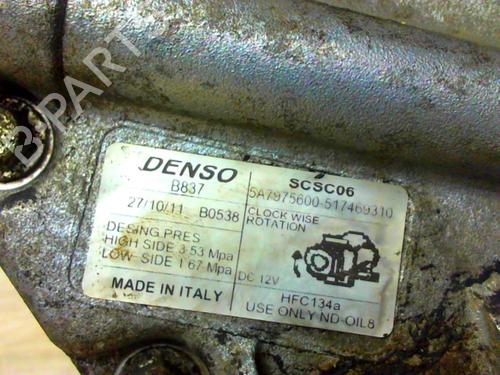 B PART
DENSO
B837
27/10/11 B0538
DESING.PRES
HIGH SIDE 3.53 Mpa
LOW-SIDE 1.67 Mpa
MADE IN ITALY
SCSC06
5A7975600-517469310
CLOCK WISE
ROTATION
DC 12V
HFC134a
USE ONLY ND-OIL8